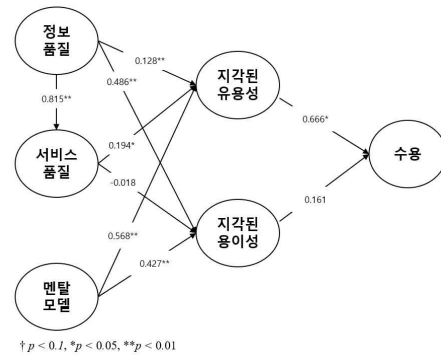 정보
품질
0.128**
0.486**
지각된
유용성
0.815**
0.666*
서비스
품질
0.194*
수용
-0.018
지각된
용이성
0.161
0.568**
0.427**
멘탈
모델
† p < 0.1, *p < 0.05, **p < 0.01